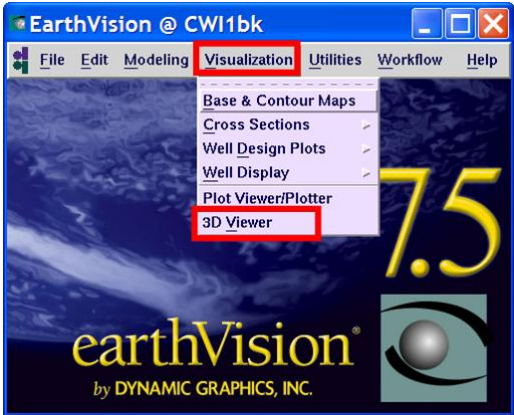 EarthVision @ CWI1bk
File Edit Modeling Visualization Utilities Workflow Help
Base & Contour Maps
Cross Sections
Well Design Plots
Well Display
Plot Viewer/Plotter
3D Viewer
7.5
earthVision®
by DYNAMIC GRAPHICS, INC.